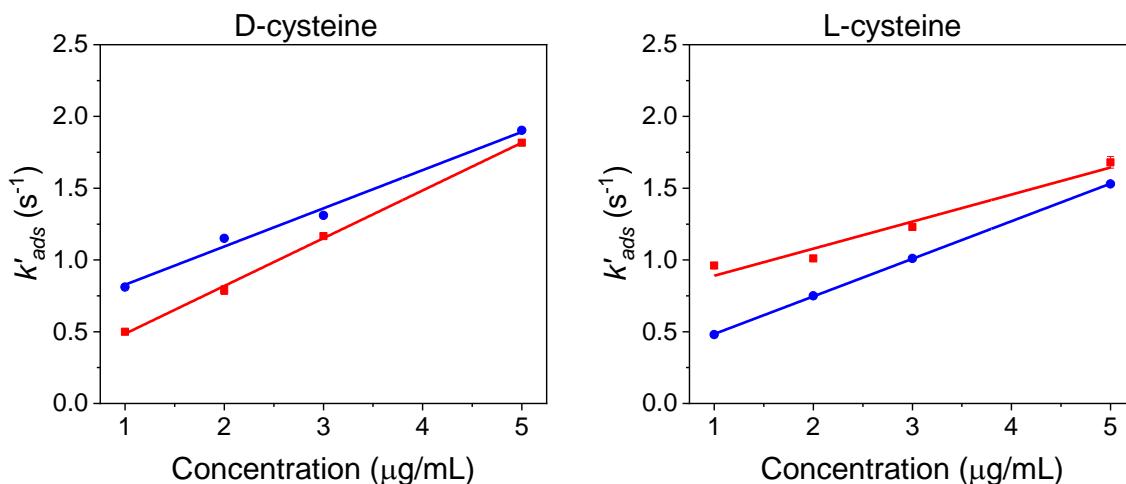 D-cysteine
2.5
2.0
1.5
1.0
0.5
0.0
k'ads (s-1)
1 2 3 4 5
Concentration (μg/mL)
L-cysteine
2.5
2.0
1.5
1.0
0.5
0.0
k'ads (s-1)
1 2 3 4 5
Concentration (μg/mL)